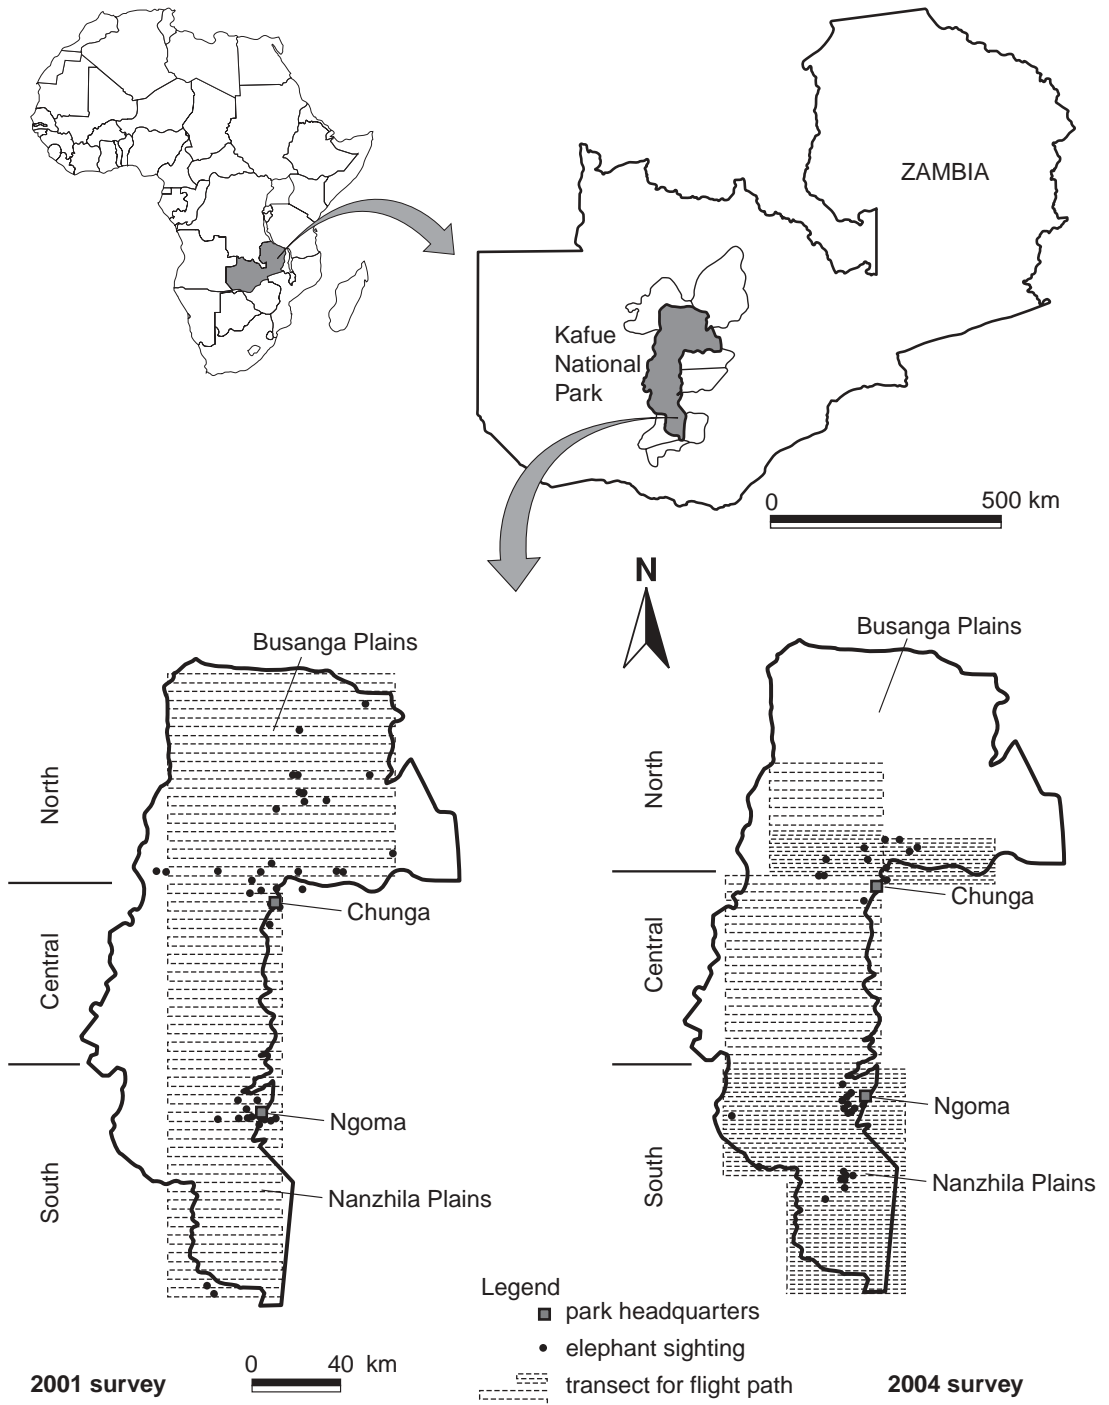 ZAMBIA
Kafue
National
Park
0 500 km
N
Busanga Plains
North
Central
South
Chunga
Ngoma
Nanzhila Plains
Busanga Plains
North
Central
South
Chunga
Ngoma
Nanzhila Plains
Legend
park headquarters
elephant sighting
transect for flight path
0 40 km
2001 survey
2004 survey